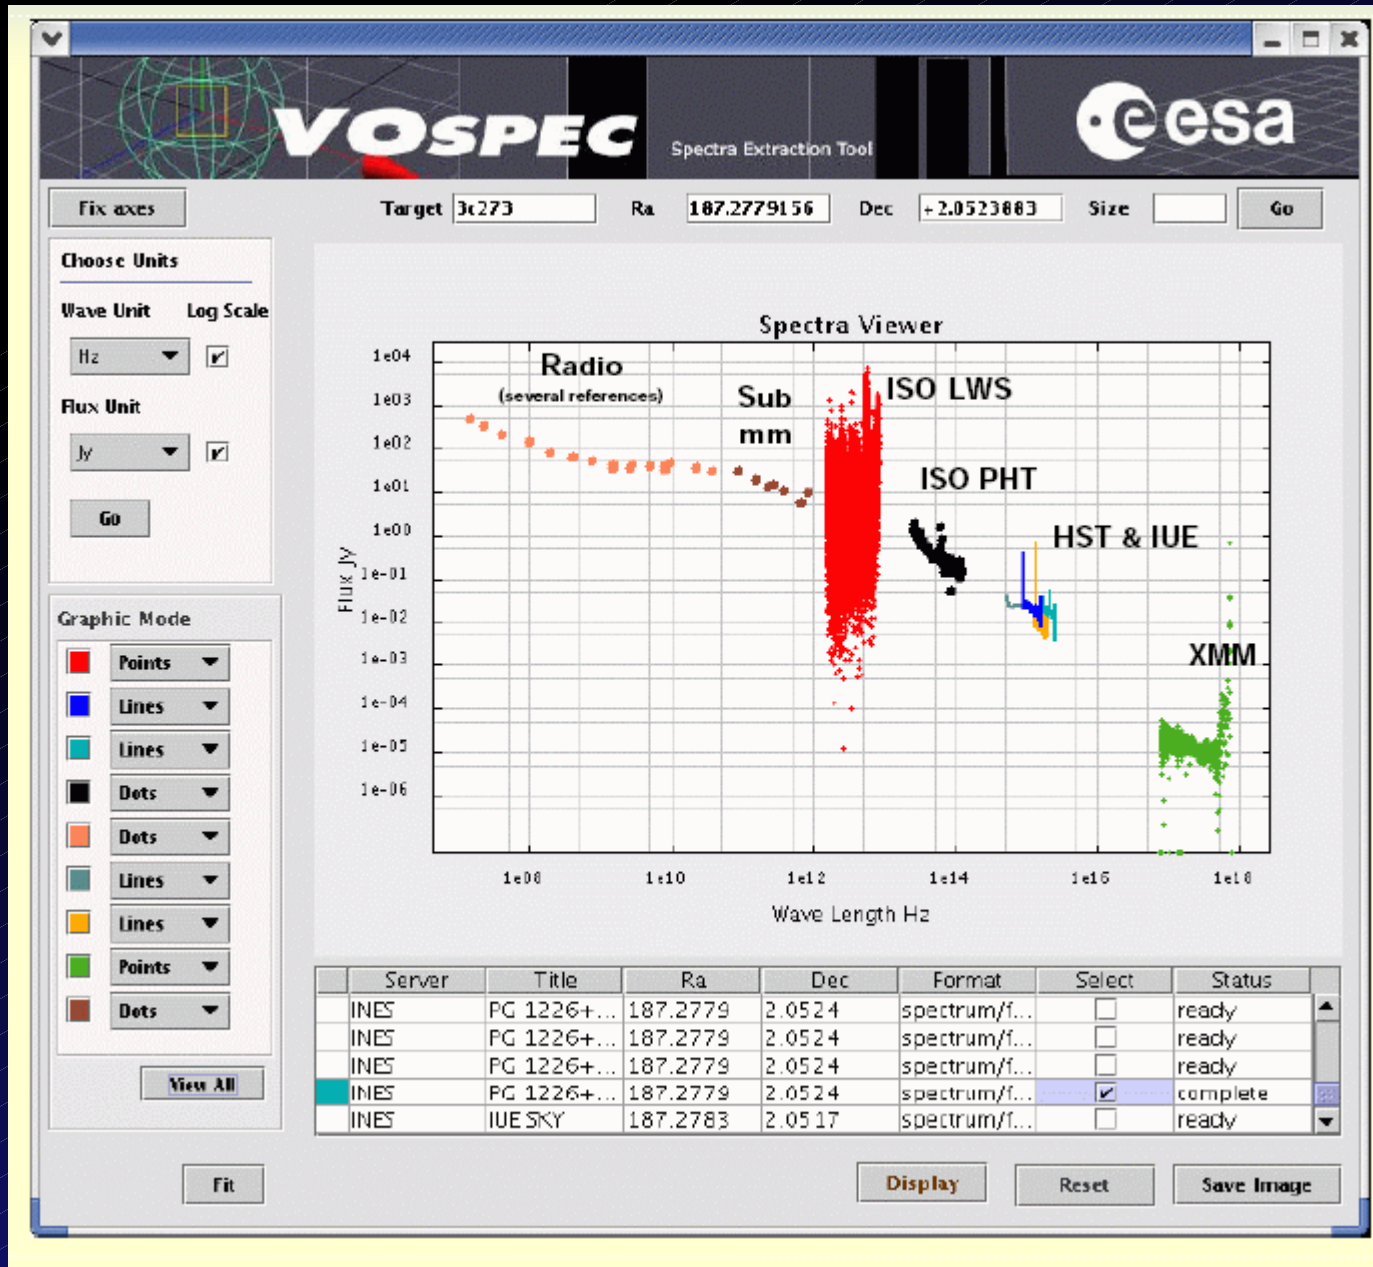 VOSPEC
Spectra Extraction Tool
esa
Fix axes
Target 3c273 Ra 187.2779156 Dec +2.0523883 Size Go
Choose Units
Wave Unit Log Scale
Hz
Flux Unit
Jy
Go
Graphic Mode
Points
Lines
Lines
Dots
Dots
Lines
Lines
Points
Dots
View All
Fit
Spectra Viewer
1e04
1e03
1e02
1e01
1e00
1e-01
1e-02
1e-03
1e-04
1e-05
1e-06
Flux Jy
Radio
(several references)
Sub
mm
ISO LWS
ISO PHT
HST & IUE
XMM
1e08 1e10 1e12 1e14 1e16 1e18
Wave Length Hz
Server Title Ra Dec Format Select Status
INES PG 1226+... 187.2779 2.0524 spectrum/f... ready
INES PG 1226+... 187.2779 2.0524 spectrum/f... ready
INES PG 1226+... 187.2779 2.0524 spectrum/f... ready
INES PG 1226+... 187.2779 2.0524 spectrum/f... complete
INES IUE SKY 187.2783 2.0517 spectrum/f... ready
Display Reset Save Image